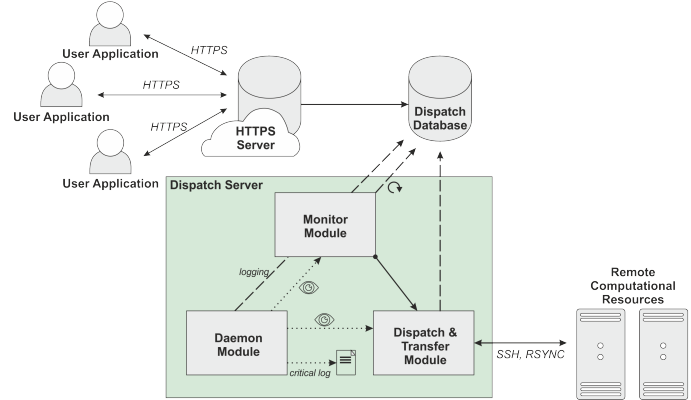 User Application
HTTPS
User Application
HTTPS
User Application
HTTPS
HTTPS
Server
Dispatch
Database
Dispatch Server
Monitor
Module
logging
Daemon
Module
critical log
Dispatch &
Transfer
Module
SSH, RSYNC
Remote
Computational
Resources